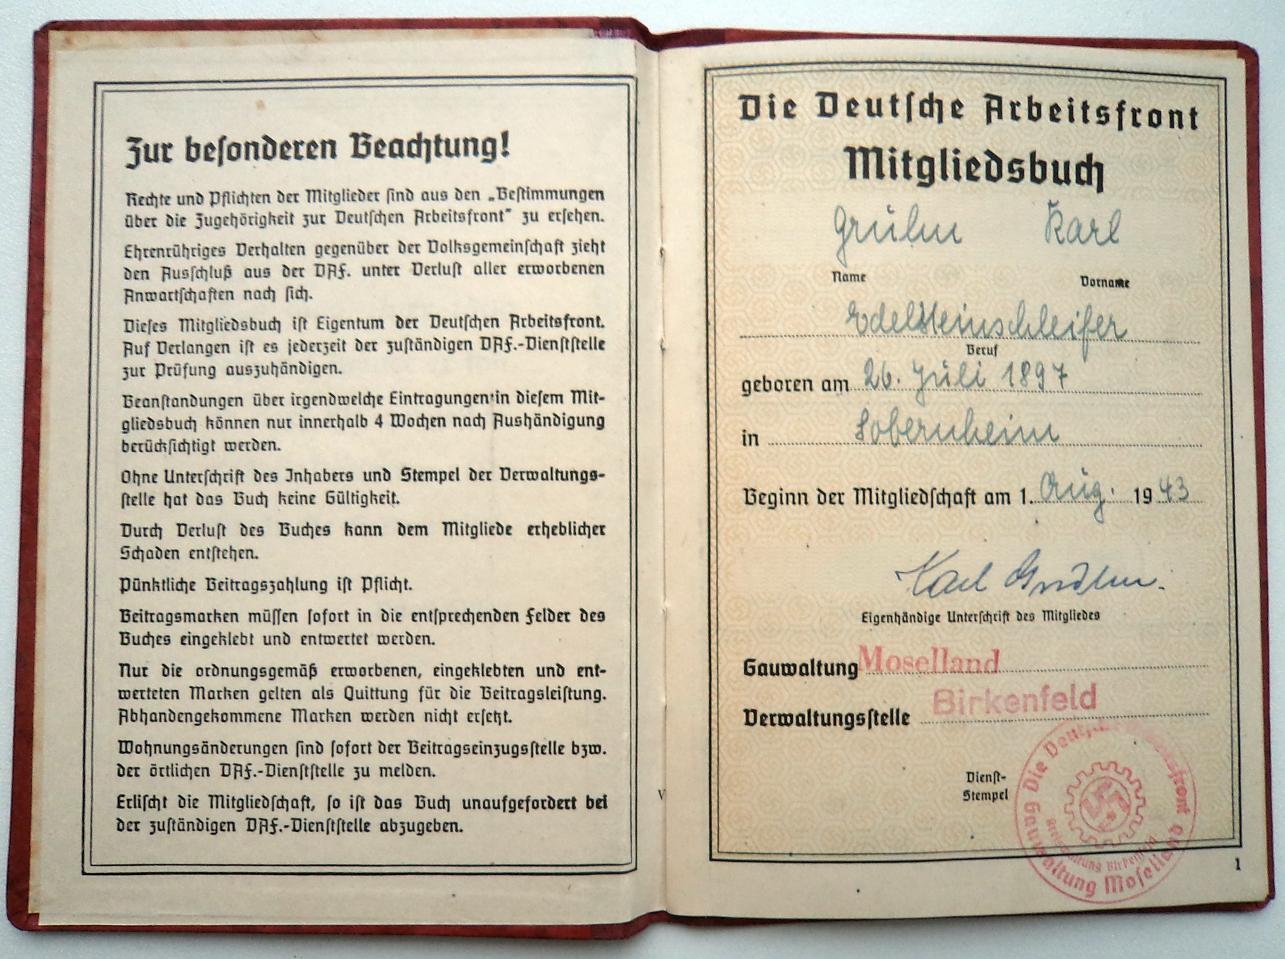 Zur besonderen Beachtung!
Rechte und Pflichten der Mitglieder sind aus den „Bestimmungen
über die Zugehörigkeit zur Deutschen Arbeitsfront“ zu ersehen.
Ehrenrühriges Verhalten gegenüber der Volksgemeinschaft zieht
den Ausschluß aus der DAF. unter Verlust aller erworbenen
Anwartschaften nach sich.
Dieses Mitgliedsbuch ist Eigentum der Deutschen Arbeitsfront.
Auf Verlangen ist es jederzeit der zuständigen DAF.-Dienststelle
zur Prüfung auszuhändigen.
Beanstandungen über irgendwelche Eintragungen in diesem Mit-
gliedsbuch können nur innerhalb 4 Wochen nach Aushändigung
berücksichtigt werden.
Ohne Unterschrift des Inhabers und Stempel der Verwaltungs-
stelle hat das Buch keine Gültigkeit.
Durch Verlust des Buches kann dem Mitgliede erheblicher
Schaden entstehen.
Pünktliche Beitragszahlung ist Pflicht.
Beitragsmarken müssen sofort in die entsprechenden Felder des
Buches eingeklebt und entwertet werden.
Nur die ordnungsgemäß erworbenen, eingeklebten und ent-
werteten Marken gelten als Quittung für die Beitragsleistung.
Abhandengekommene Marken werden nicht ersetzt.
Wohnungsänderungen sind sofort der Beitragseinzugsstelle bzw.
der örtlichen DAF.-Dienststelle zu melden.
Erlischt die Mitgliedschaft, so ist das Buch unaufgefordert bei
der zuständigen DAF.-Dienststelle abzugeben.
V
Die Deutsche Arbeitsfront
Mitgliedsbuch
Karl
Name Vorname
Edelsteinschleifer
Beruf
geboren am 26. Juli 1897
in Sobernheim
Beginn der Mitgliedschaft am 1. Aug. 1943
Karl
Eigenhändige Unterschrift des Mitgliedes
Gauwaltung Moselland
Verwaltungsstelle Birkenfeld
Dienst-
Stempel
Die Deutsche Arbeitsfront
Gauwaltung Moselland
Kreiswaltung Birkenfeld
1